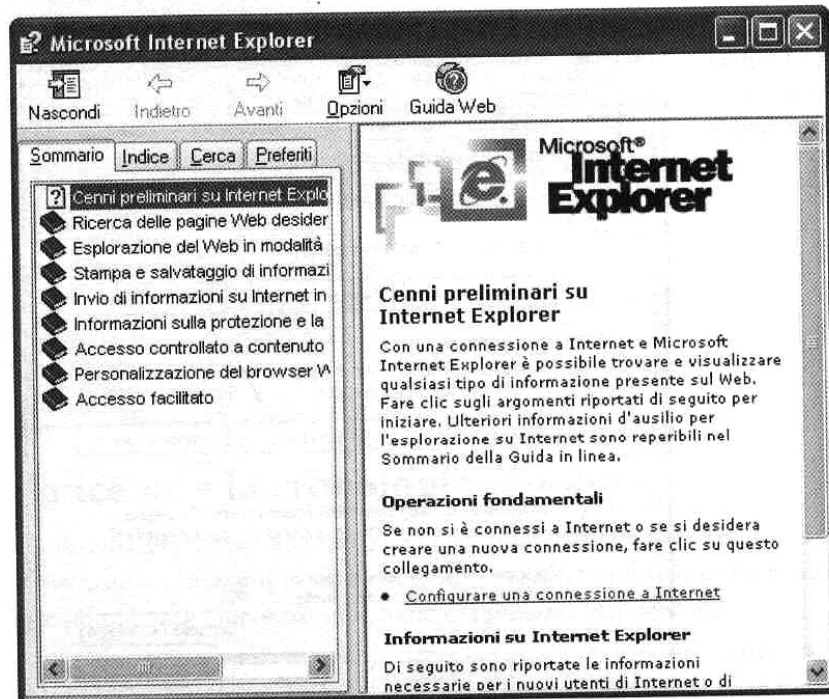 Microsoft Internet Explorer
Nascondi Indietro Avanti Opzioni Guida Web
Sommario Indice Cerca Preferiti
Cenni preliminari su Internet Explo
Ricerca delle pagine Web desider
Esplorazione del Web in modalità
Stampa e salvataggio di informazi
Invio di informazioni su Internet in
Informazioni sulla protezione e la
Accesso controllato a contenuto
Personalizzazione del browser W
Accesso facilitato
Microsoft®
Internet
Explorer
Cenni preliminari su
Internet Explorer
Con una connessione a Internet e Microsoft
Internet Explorer è possibile trovare e visualizzare
qualsiasi tipo di informazione presente sul Web.
Fare clic sugli argomenti riportati di seguito per
iniziare. Ulteriori informazioni d'ausilio per
l'esplorazione su Internet sono reperibili nel
Sommario della Guida in linea.
Operazioni fondamentali
Se non si è connessi a Internet o se si desidera
creare una nuova connessione, fare clic su questo
collegamento.
• Configurare una connessione a Internet
Informazioni su Internet Explorer
Di seguito sono riportate le informazioni
necessarie per i nuovi utenti di Internet o di